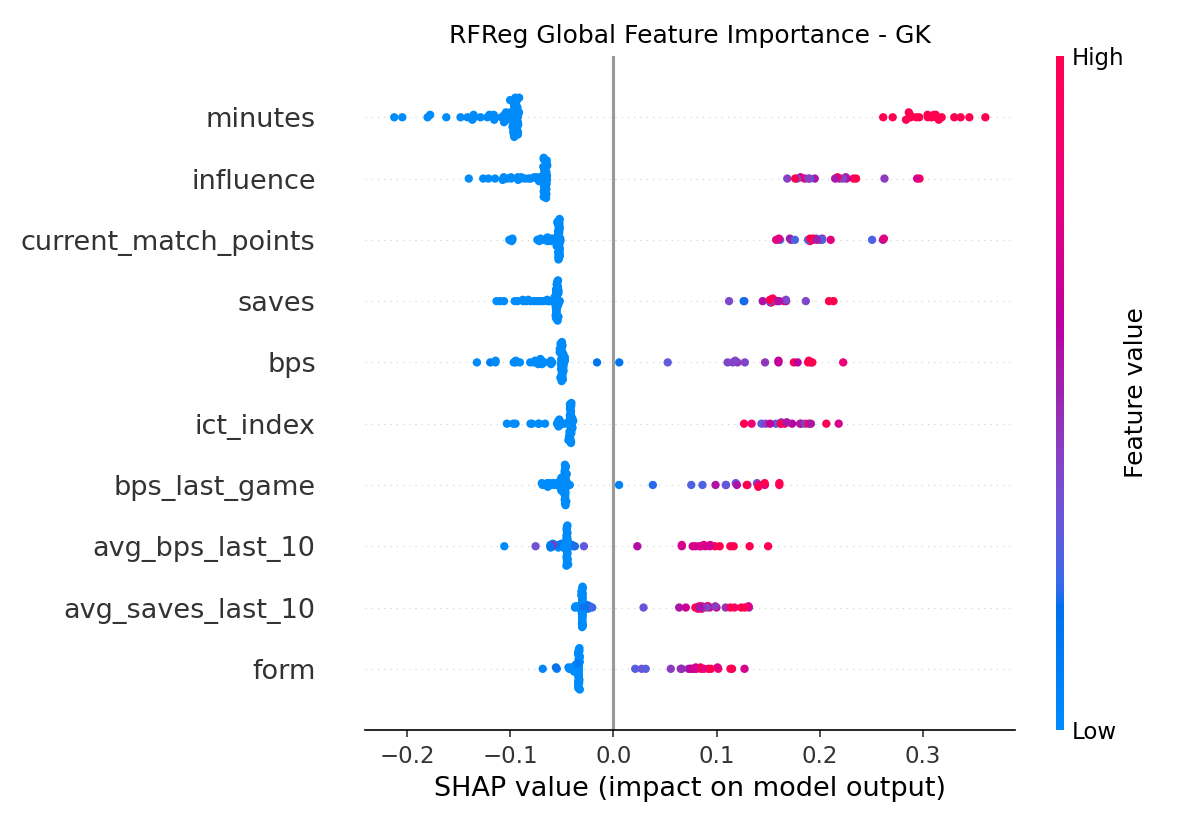 RFReg Global Feature Importance - GK
High
minutes
influence
current_match_points
saves
bps
ict_index
bps_last_game
avg_bps_last_10
avg_saves_last_10
form
Feature value
Low
−0.2 −0.1 0.0 0.1 0.2 0.3
SHAP value (impact on model output)